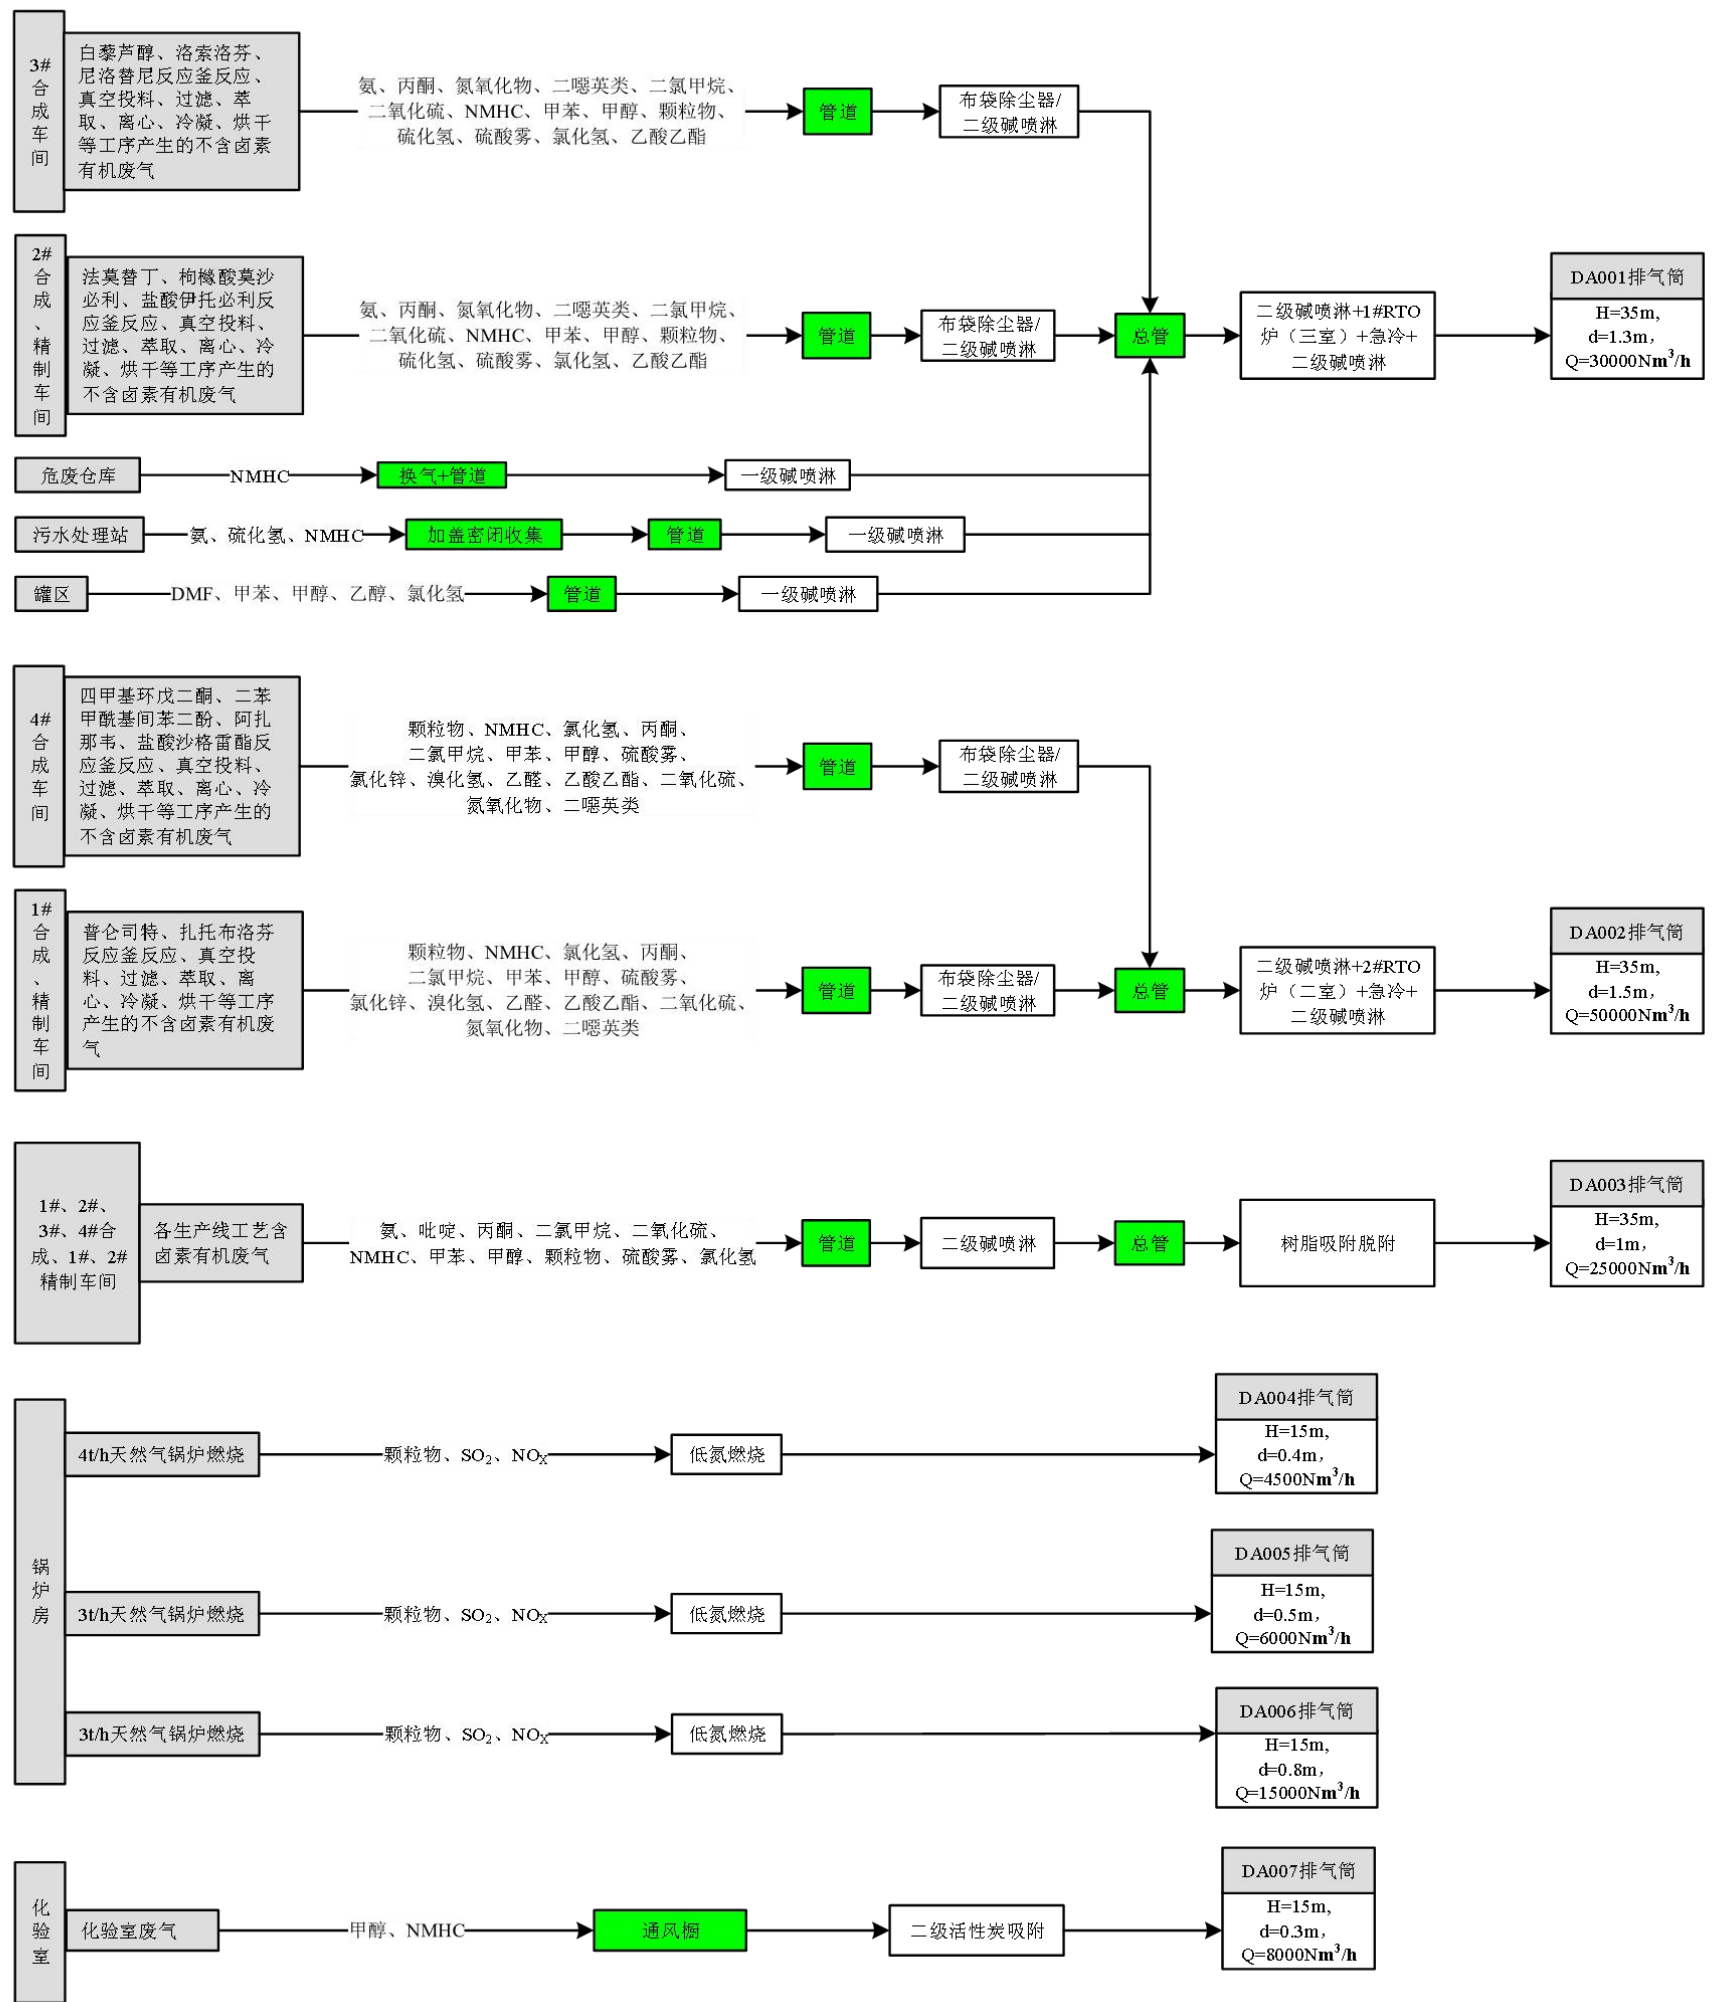 3#
合
成
车
间
白藜芦醇、洛索洛芬、
尼洛替尼反应釜反应、
真空投料、过滤、萃
取、离心、冷凝、烘干
等工序产生的不含卤素
有机废气
氨、丙酮、氮氧化物、二噁英类、二氯甲烷、
二氧化硫、NMHC、甲苯、甲醇、颗粒物、
硫化氢、硫酸雾、氯化氢、乙酸乙酯
管道
布袋除尘器/
二级碱喷淋
2#
合
成
、
精
制
车
间
法莫替丁、枸橼酸莫沙
必利、盐酸伊托必利反
应釜反应、真空投料、
过滤、萃取、离心、冷
凝、烘干等工序产生的
不含卤素有机废气
氨、丙酮、氮氧化物、二噁英类、二氯甲烷、
二氧化硫、NMHC、甲苯、甲醇、颗粒物、
硫化氢、硫酸雾、氯化氢、乙酸乙酯
管道
布袋除尘器/
二级碱喷淋
总管
二级碱喷淋+1#RTO
炉（三室）+急冷+
二级碱喷淋
DA001排气筒
H=35m,
d=1.3m，
Q=30000Nm³/h
危废仓库
NMHC
换气+管道
一级碱喷淋
污水处理站
氨、硫化氢、NMHC
加盖密闭收集
管道
一级碱喷淋
罐区
DMF、甲苯、甲醇、乙醇、氯化氢
管道
一级碱喷淋
4#
合
成
车
间
四甲基环戊二酮、二苯
甲酰基间苯二酚、阿扎
那韦、盐酸沙格雷酯反
应釜反应、真空投料、
过滤、萃取、离心、冷
凝、烘干等工序产生的
不含卤素有机废气
颗粒物、NMHC、氯化氢、丙酮、
二氯甲烷、甲苯、甲醇、硫酸雾、
氯化锌、溴化氢、乙醛、乙酸乙酯、二氧化硫、
氮氧化物、二噁英类
管道
布袋除尘器/
二级碱喷淋
1#
合
成
、
精
制
车
间
普仑司特、扎托布洛芬
反应釜反应、真空投
料、过滤、萃取、离
心、冷凝、烘干等工序
产生的不含卤素有机废
气
颗粒物、NMHC、氯化氢、丙酮、
二氯甲烷、甲苯、甲醇、硫酸雾、
氯化锌、溴化氢、乙醛、乙酸乙酯、二氧化硫、
氮氧化物、二噁英类
管道
布袋除尘器/
二级碱喷淋
总管
二级碱喷淋+2#RTO
炉（二室）+急冷+
二级碱喷淋
DA002排气筒
H=35m,
d=1.5m，
Q=50000Nm³/h
1#、2#、
3#、4#合
成、1#、2#
精制车间
各生产线工艺含
卤素有机废气
氨、吡啶、丙酮、二氯甲烷、二氧化硫、
NMHC、甲苯、甲醇、颗粒物、硫酸雾、氯化氢
管道
二级碱喷淋
总管
树脂吸附脱附
DA003排气筒
H=35m,
d=1m，
Q=25000Nm³/h
锅
炉
房
4t/h天然气锅炉燃烧
颗粒物、SO₂、NOₓ
低氮燃烧
DA004排气筒
H=15m,
d=0.4m，
Q=4500Nm³/h
3t/h天然气锅炉燃烧
颗粒物、SO₂、NOₓ
低氮燃烧
DA005排气筒
H=15m,
d=0.5m，
Q=6000Nm³/h
3t/h天然气锅炉燃烧
颗粒物、SO₂、NOₓ
低氮燃烧
DA006排气筒
H=15m,
d=0.8m，
Q=15000Nm³/h
化
验
室
化验室废气
甲醇、NMHC
通风橱
二级活性炭吸附
DA007排气筒
H=15m,
d=0.3m，
Q=8000Nm³/h